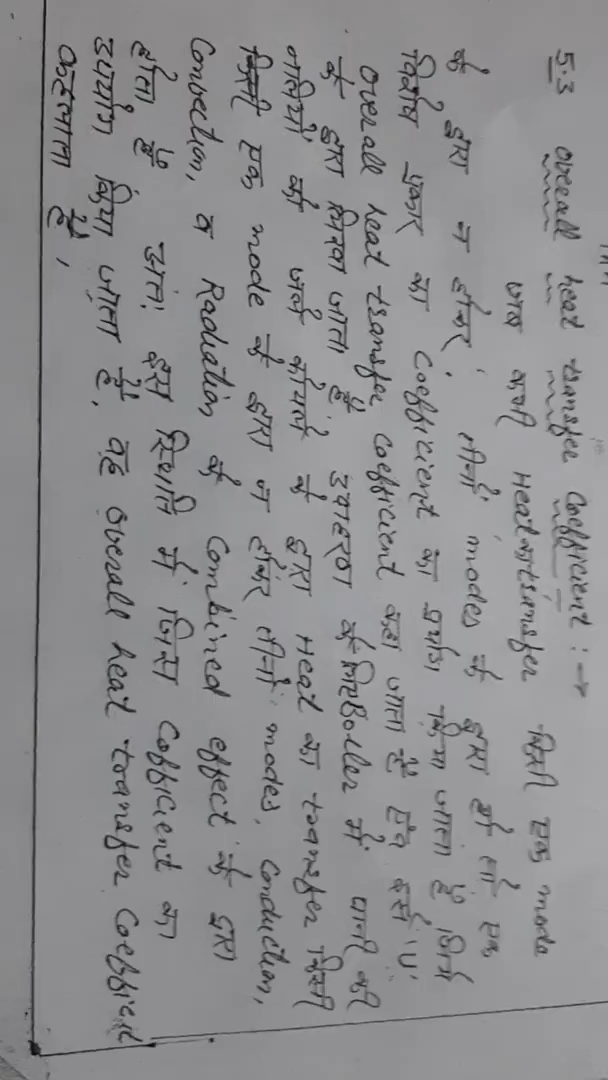 5.3 overall heat transfer coefficient : →
जब कभी Heat का transfer किसी एक mode
के द्वारा न होकर, तीनों modes के द्वारा हो तो एक
विशेष प्रकार का Coefficient का प्रयोग किया जाता है जिसे
overall heat transfer Coefficient कहा जाता है इसे 'U'
के द्वारा लिखा जाता है उदाहरण के लिए Boiler में पानी की
नलियों को जले कोयले के द्वारा Heat का transfer किसी
किसी एक mode के द्वारा न होकर तीनों modes, Conduction,
Convection, व Radiation के Combined effect के द्वारा
होता है अतः इस स्थिति में जिस Cofficient का
उपयोग किया जाता है, वह overall heat transfer Coefficient
कहलाता है,